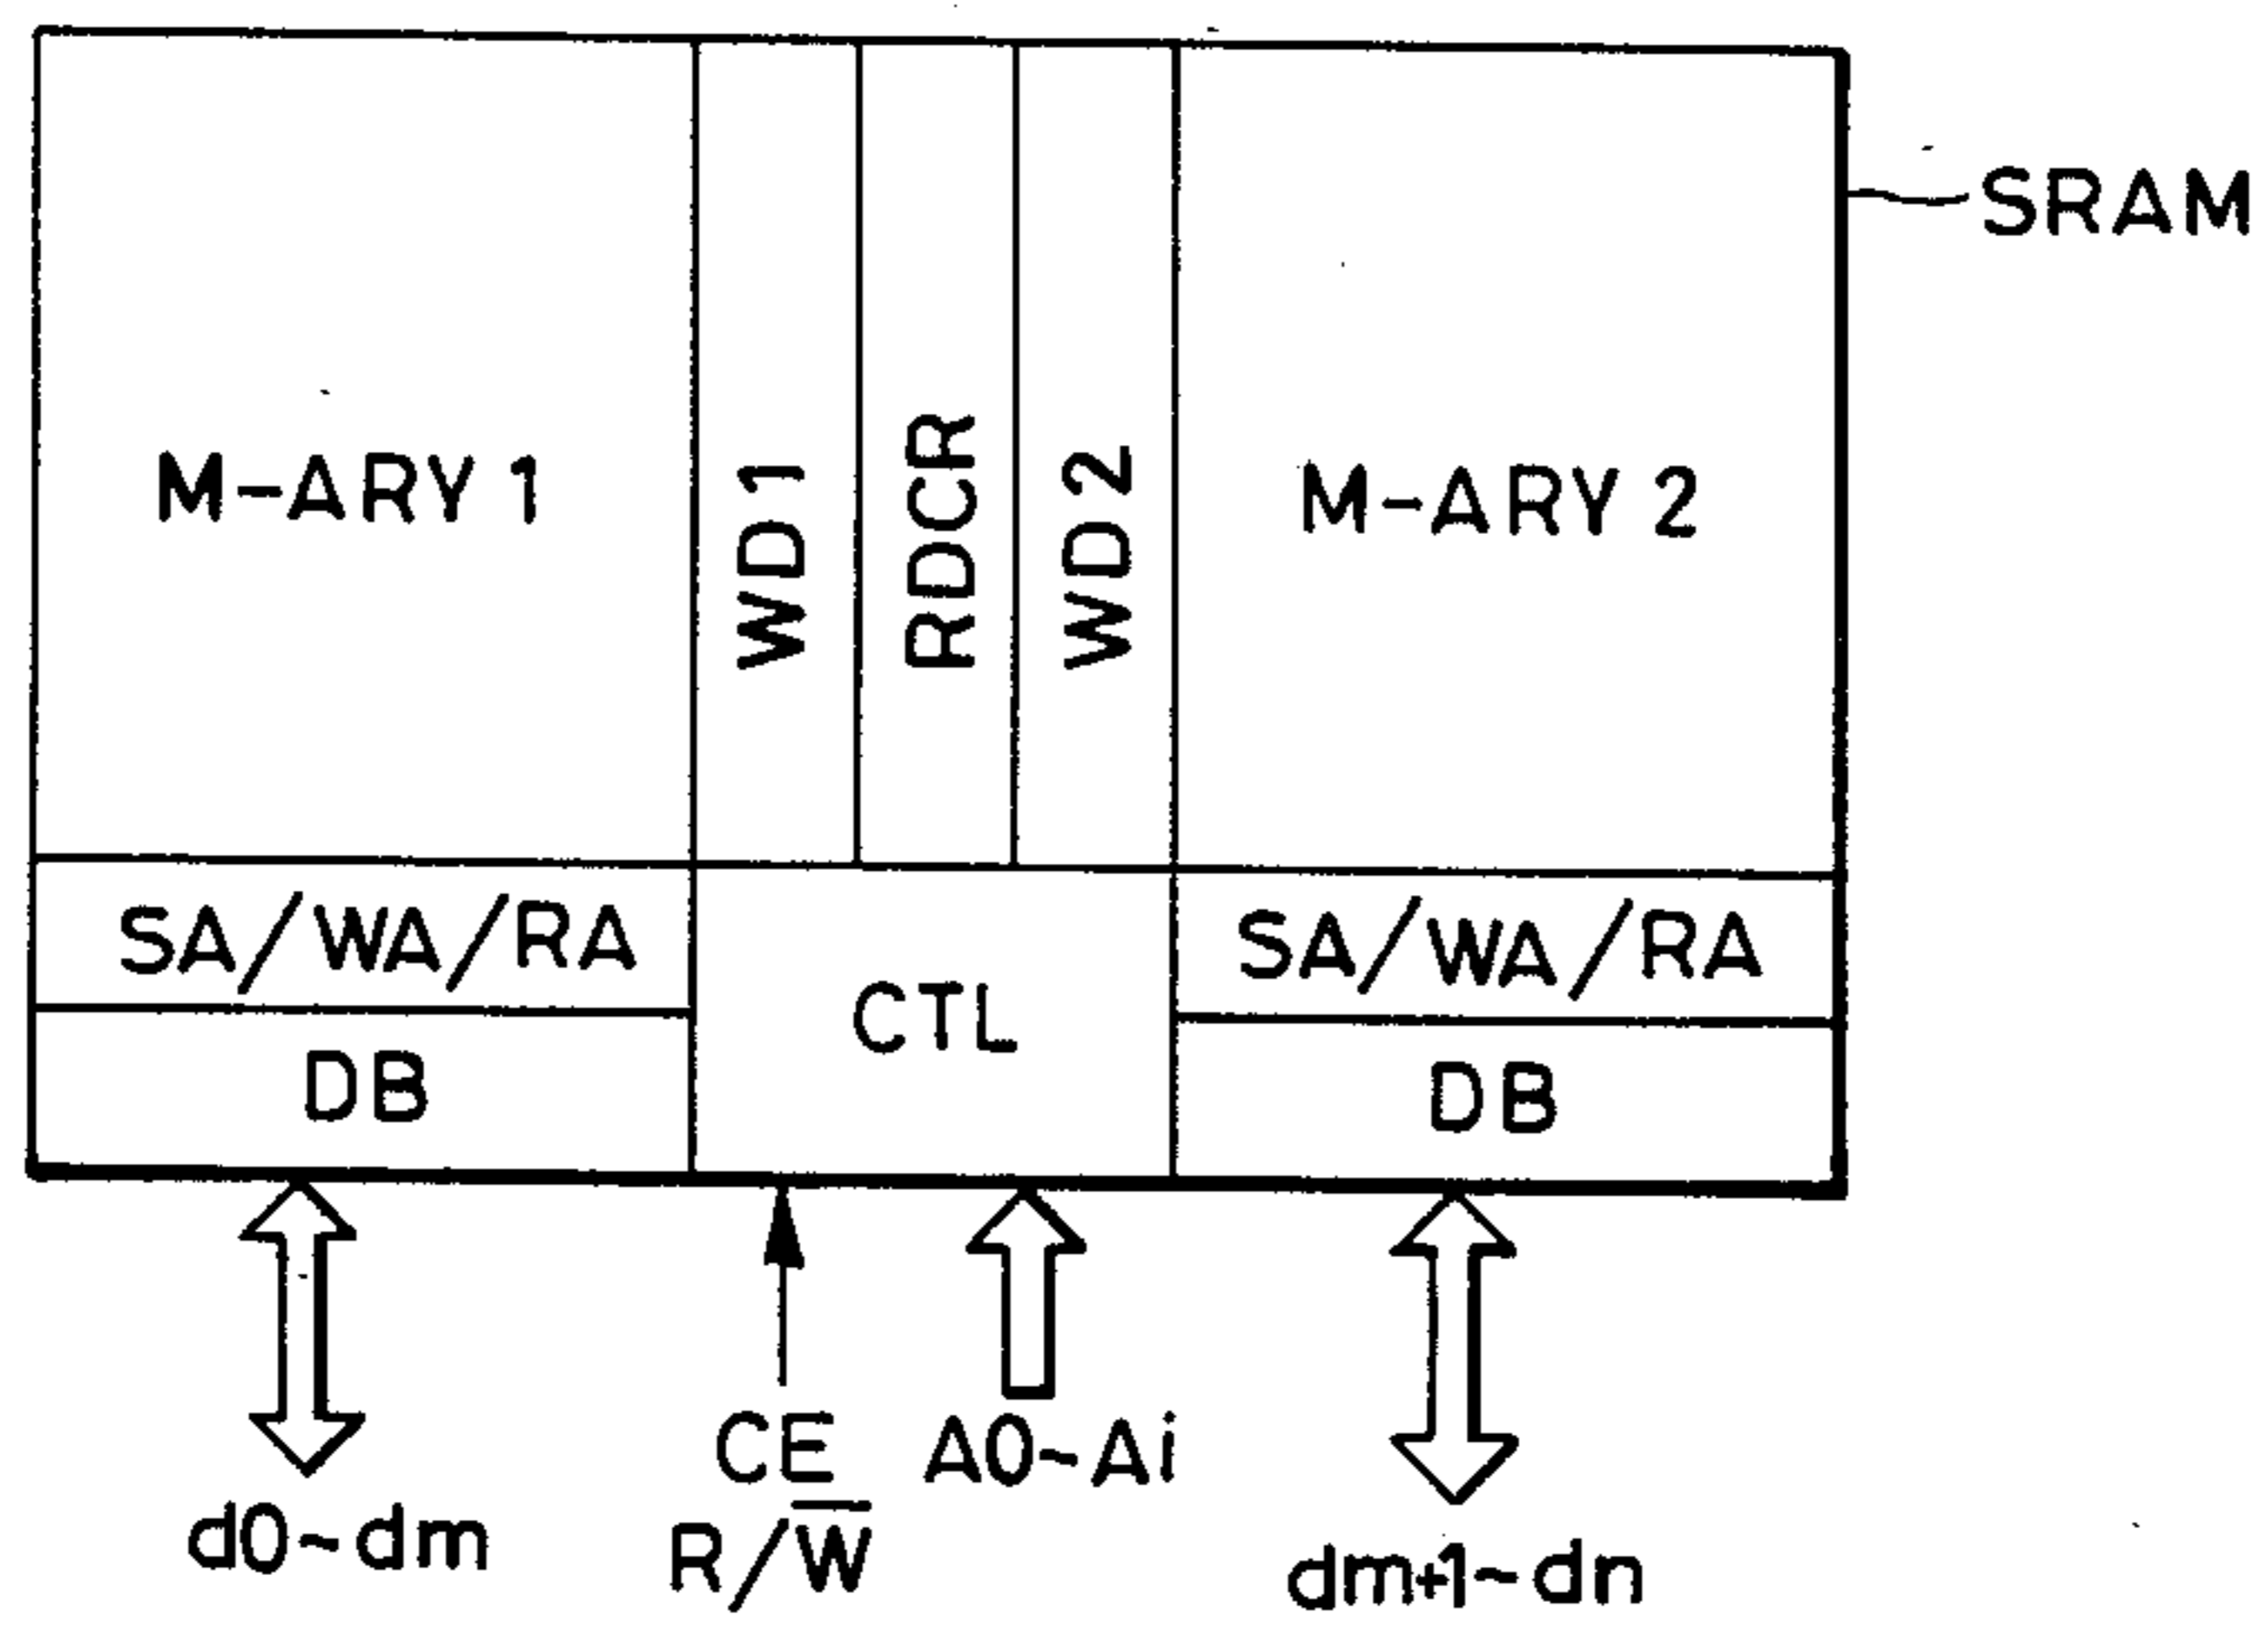 SRAM
M-ARY 1
WD1
RDCR
WD2
M-ARY 2
SA/WA/RA
CTL
SA/WA/RA
DB
DB
CE
A0~Ai
R/W̅
d0~dm
dm+1~dn